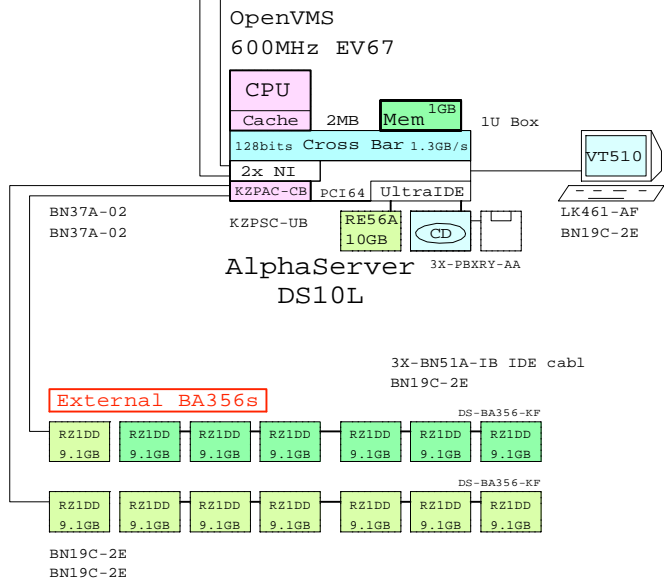 OpenVMS
600MHz EV67
CPU
Cache
2MB
Mem
1GB
1U Box
128bits Cross Bar 1.3GB/s
2x NI
VT510
KZPAC-CB
PCI64
UltraIDE
BN37A-02
BN37A-02
KZPSC-UB
RE56A
10GB
CD
LK461-AF
BN19C-2E
AlphaServer
DS10L
3X-PBXRY-AA
3X-BN51A-IB IDE cabl
BN19C-2E
External BA356s
DS-BA356-KF
RZ1DD RZ1DD RZ1DD RZ1DD RZ1DD RZ1DD RZ1DD
9.1GB 9.1GB 9.1GB 9.1GB 9.1GB 9.1GB 9.1GB
DS-BA356-KF
RZ1DD RZ1DD RZ1DD RZ1DD RZ1DD RZ1DD RZ1DD
9.1GB 9.1GB 9.1GB 9.1GB 9.1GB 9.1GB 9.1GB
BN19C-2E
BN19C-2E